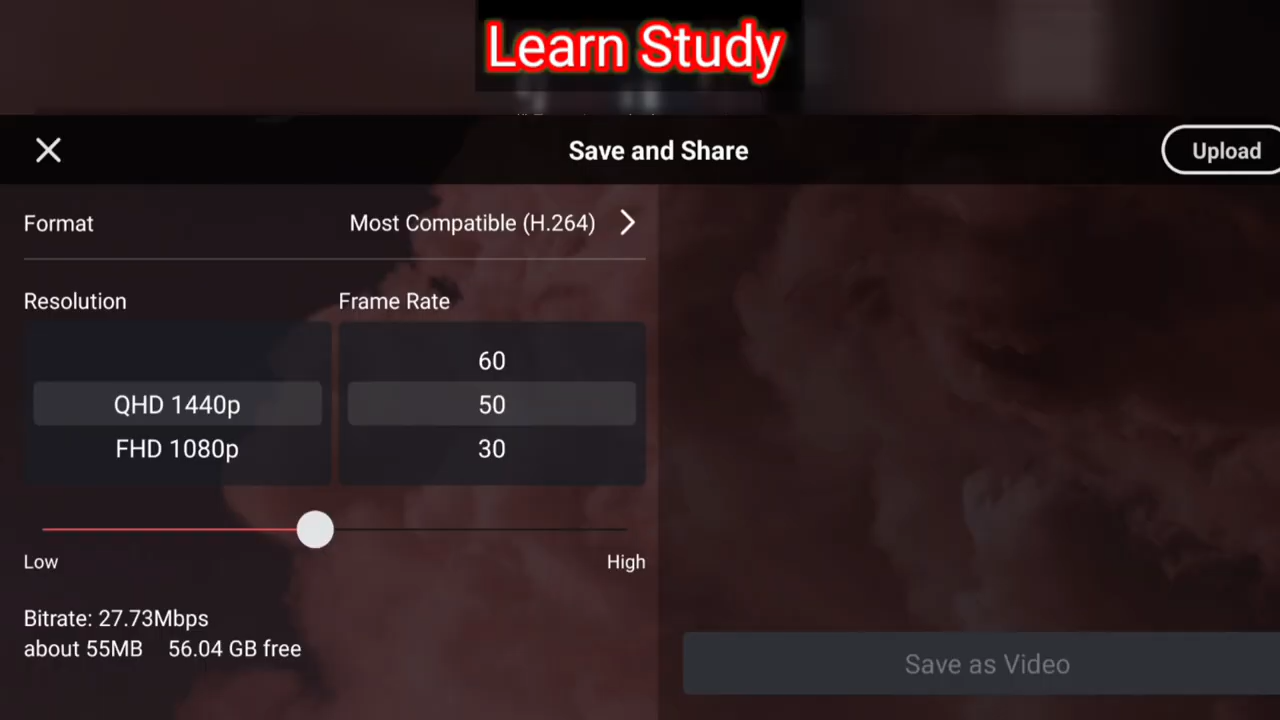 Learn Study
Save and Share
Upload
Format
Most Compatible (H.264)
Resolution
Frame Rate
60
QHD 1440p
50
FHD 1080p
30
Low
High
Bitrate: 27.73Mbps
about 55MB 56.04 GB free
Save as Video